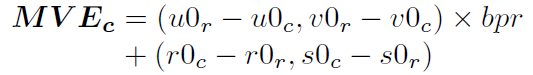 MVE_c = (u0_r − u0_c, v0_r − v0_c) × bpr
+ (r0_c − r0_r, s0_c − s0_r)